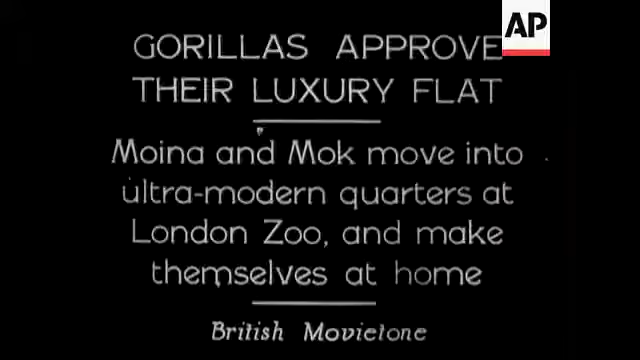 AP
GORILLAS APPROVE
THEIR LUXURY FLAT
Moina and Mok move into
ultra-modern quarters at
London Zoo, and make
themselves at home
British Movietone